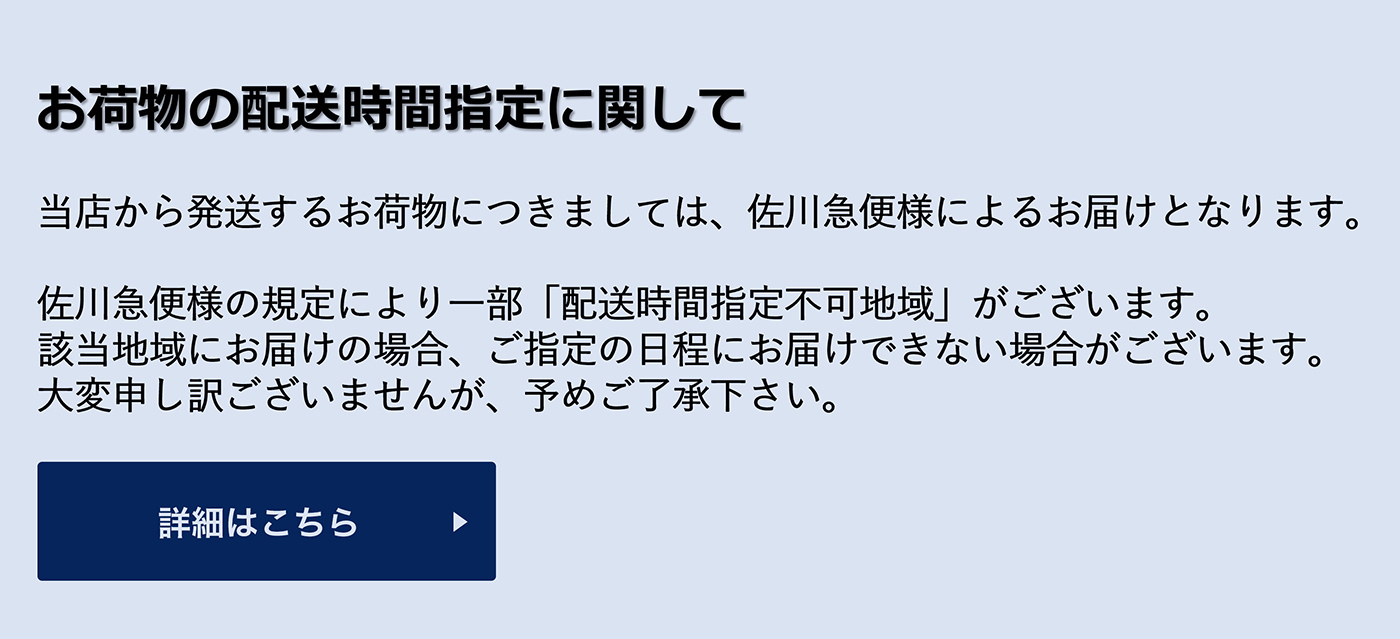 お荷物の配送時間指定に関して
当店から発送するお荷物につきましては、佐川急便様によるお届けとなります。
佐川急便様の規定により一部「配送時間指定不可地域」がございます。
該当地域にお届けの場合、ご指定の日程にお届けできない場合がございます。
大変申し訳ございませんが、予めご了承下さい。
詳細はこちら